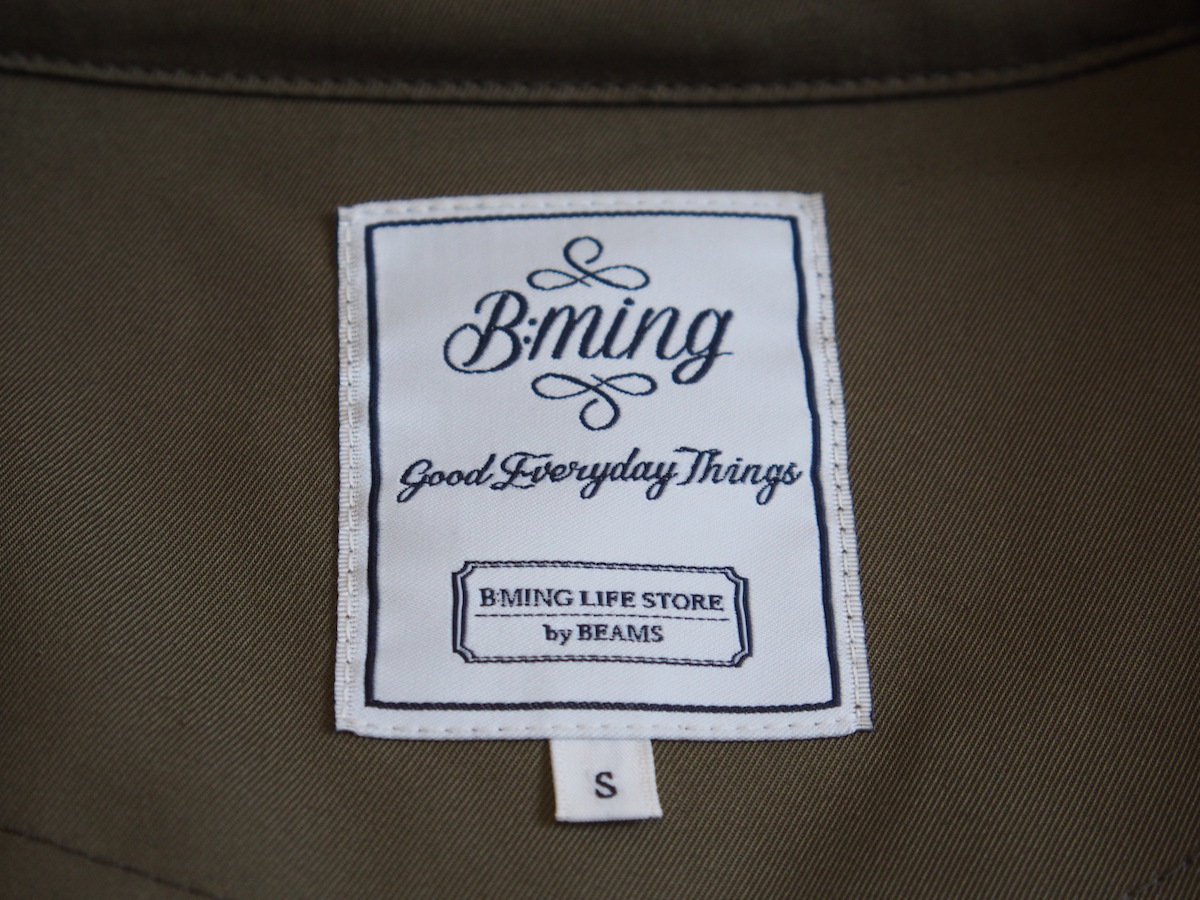 B:ming
Good Everyday Things
B:MING LIFE STORE
by BEAMS
S